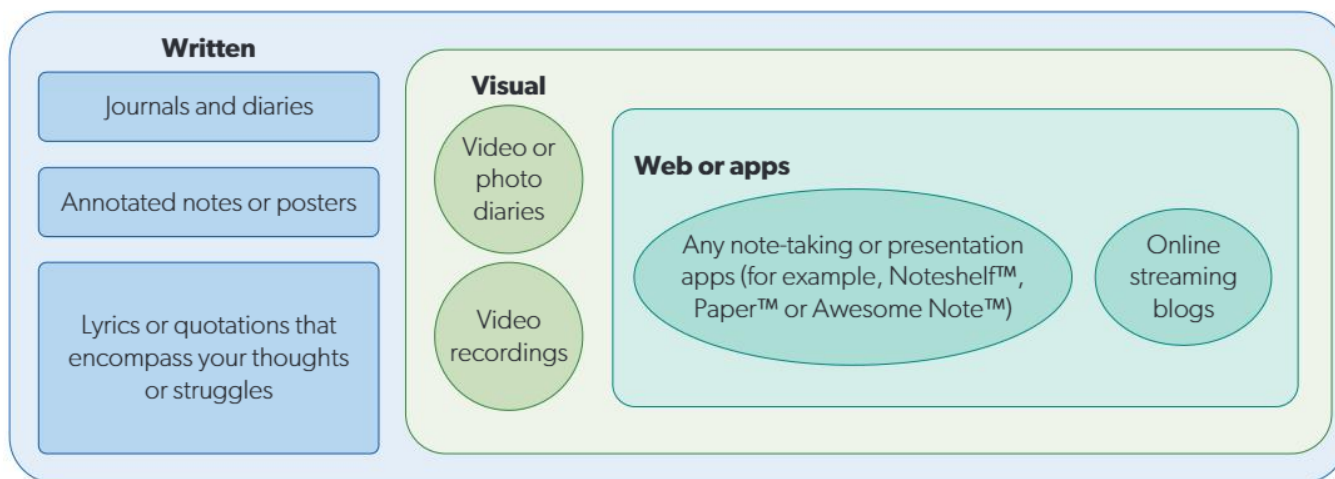 Written
Journals and diaries
Annotated notes or posters
Lyrics or quotations that
encompass your thoughts
or struggles
Visual
Video or
photo
diaries
Video
recordings
Web or apps
Any note-taking or presentation
apps (for example, Noteshelf™,
Paper™ or Awesome Note™)
Online
streaming
blogs